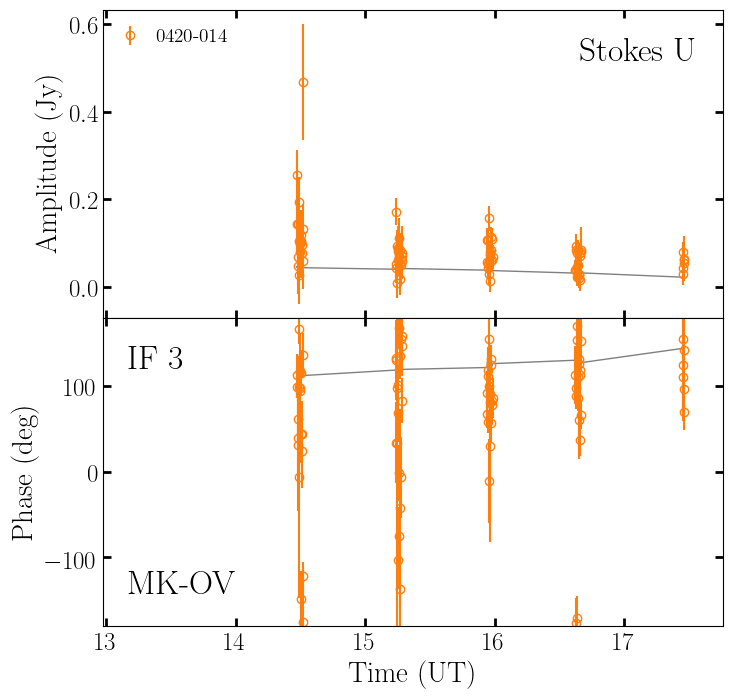 0.6
0420-014
Stokes U
0.4
0.2
0.0
Amplitude (Jy)
IF 3
100
0
−100
Phase (deg)
MK-OV
13 14 15 16 17
Time (UT)